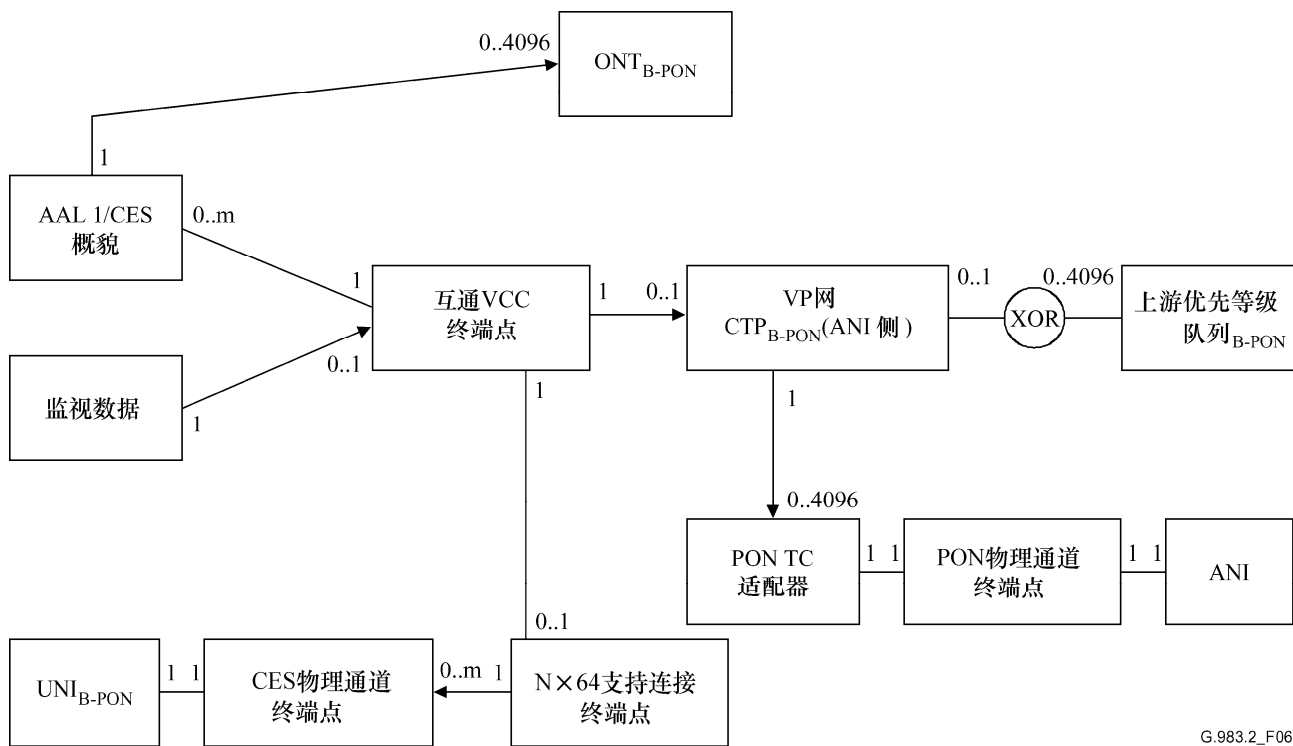 0..4096
ONT B-PON
1
AAL 1/CES
概貌
0..m
1
互通VCC
终端点
1
0..1
VP网
CTP B-PON(ANI 侧)
0..1
XOR
0..4096
上游优先等级
队列 B-PON
监视数据
1
0..1
1
1
0..4096
PON TC
适配器
1 1
PON物理通道
终端点
1 1
ANI
0..1
UNI B-PON
1 1
CES物理通道
终端点
0..m
1
N×64支持连接
终端点
G.983.2_F06